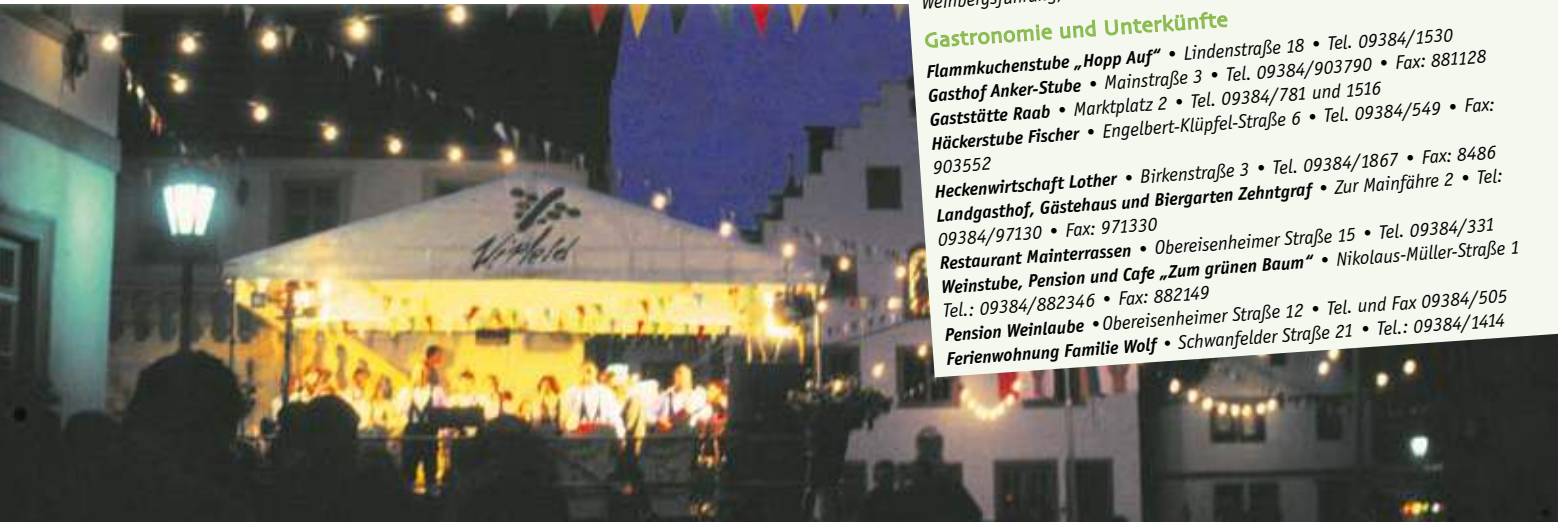 Weinbergsführung,
Gastronomie und Unterkünfte
Flammkuchenstube „Hopp Auf“ • Lindenstraße 18 • Tel. 09384/1530
Gasthof Anker-Stube • Mainstraße 3 • Tel. 09384/903790 • Fax: 881128
Gaststätte Raab • Marktplatz 2 • Tel. 09384/781 und 1516
Häckerstube Fischer • Engelbert-Klüpfel-Straße 6 • Tel. 09384/549 • Fax:
903552
Heckenwirtschaft Lother • Birkenstraße 3 • Tel. 09384/1867 • Fax: 8486
Landgasthof, Gästehaus und Biergarten Zehntgraf • Zur Mainfähre 2 • Tel:
09384/97130 • Fax: 971330
Restaurant Mainterrassen • Obereisenheimer Straße 15 • Tel. 09384/331
Weinstube, Pension und Cafe „Zum grünen Baum“ • Nikolaus-Müller-Straße 1
Tel.: 09384/882346 • Fax: 882149
Pension Weinlaube •Obereisenheimer Straße 12 • Tel. und Fax 09384/505
Ferienwohnung Familie Wolf • Schwanfelder Straße 21 • Tel.: 09384/1414